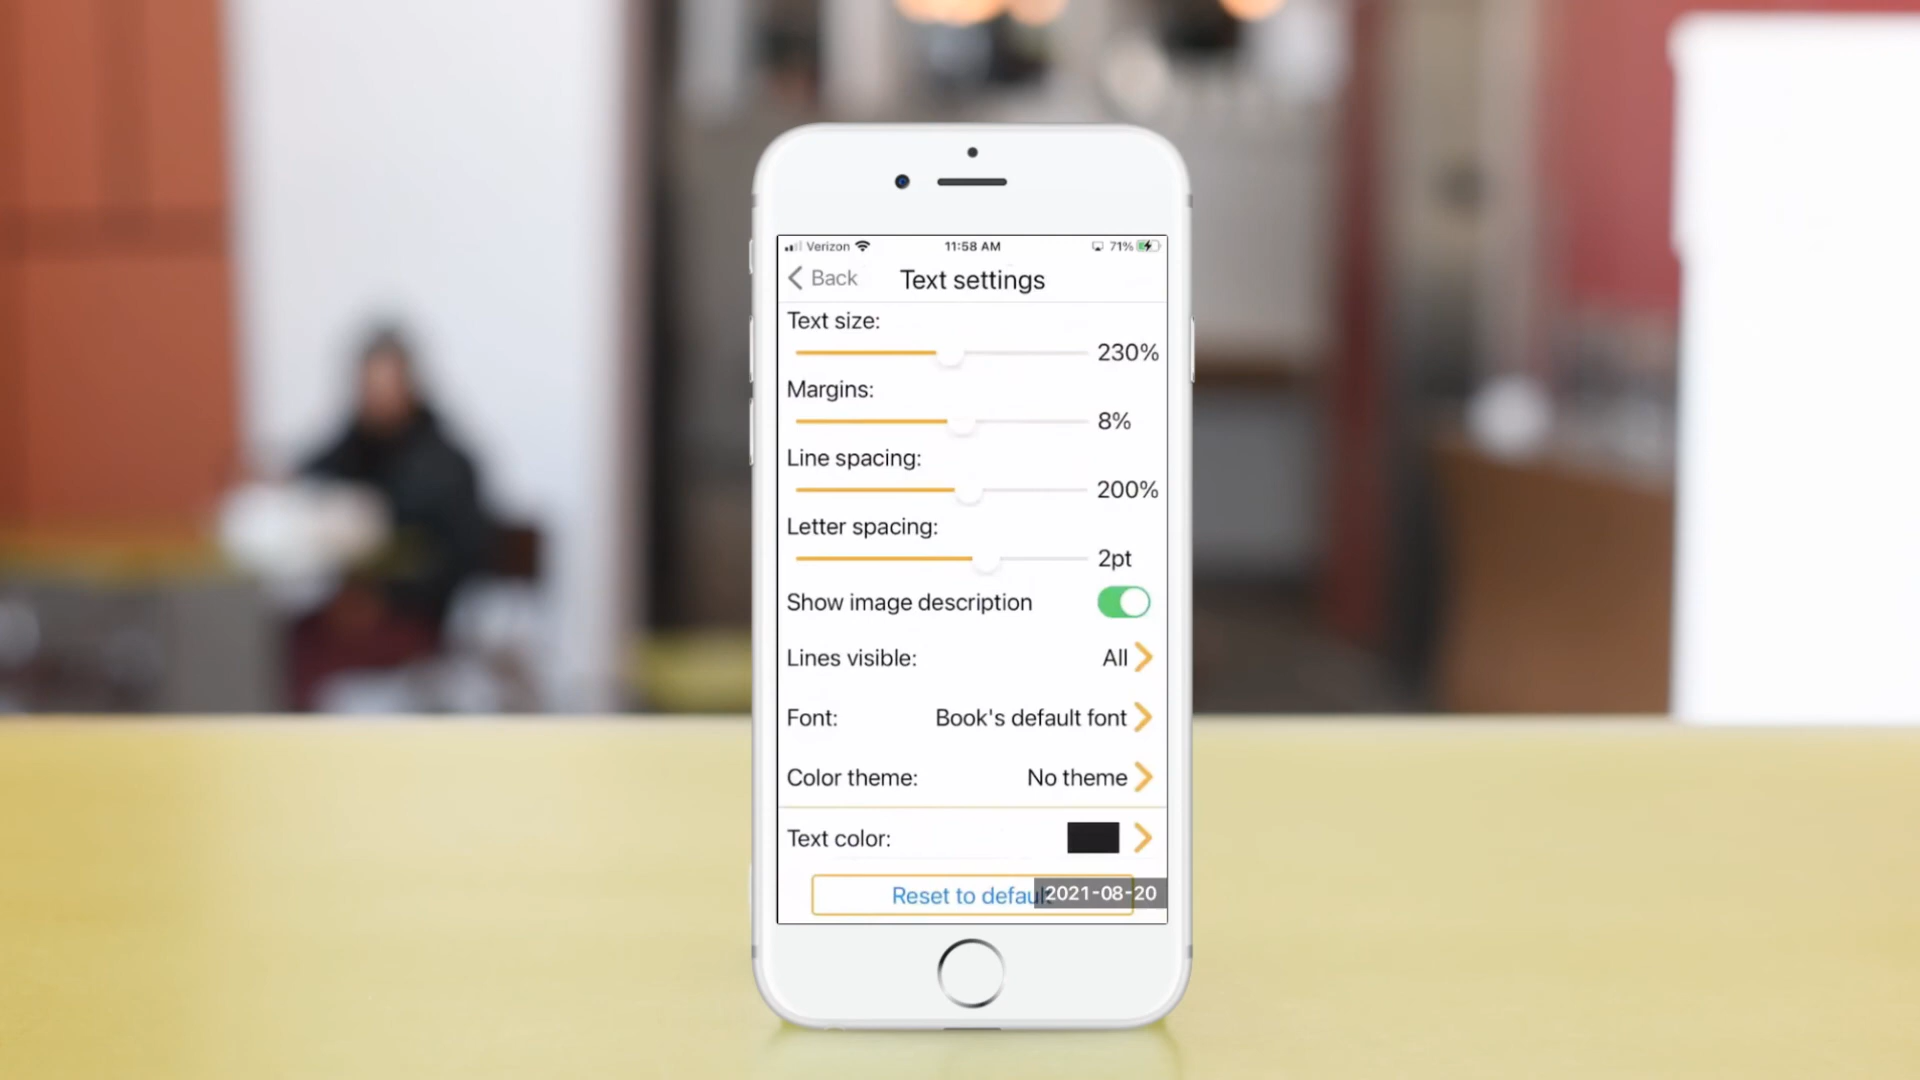 Verizon 11:58 AM 71%
Back Text settings
Text size:
230%
Margins:
8%
Line spacing:
200%
Letter spacing:
2pt
Show image description
Lines visible: All
Font: Book's default font
Color theme: No theme
Text color:
Reset to 2021-08-20